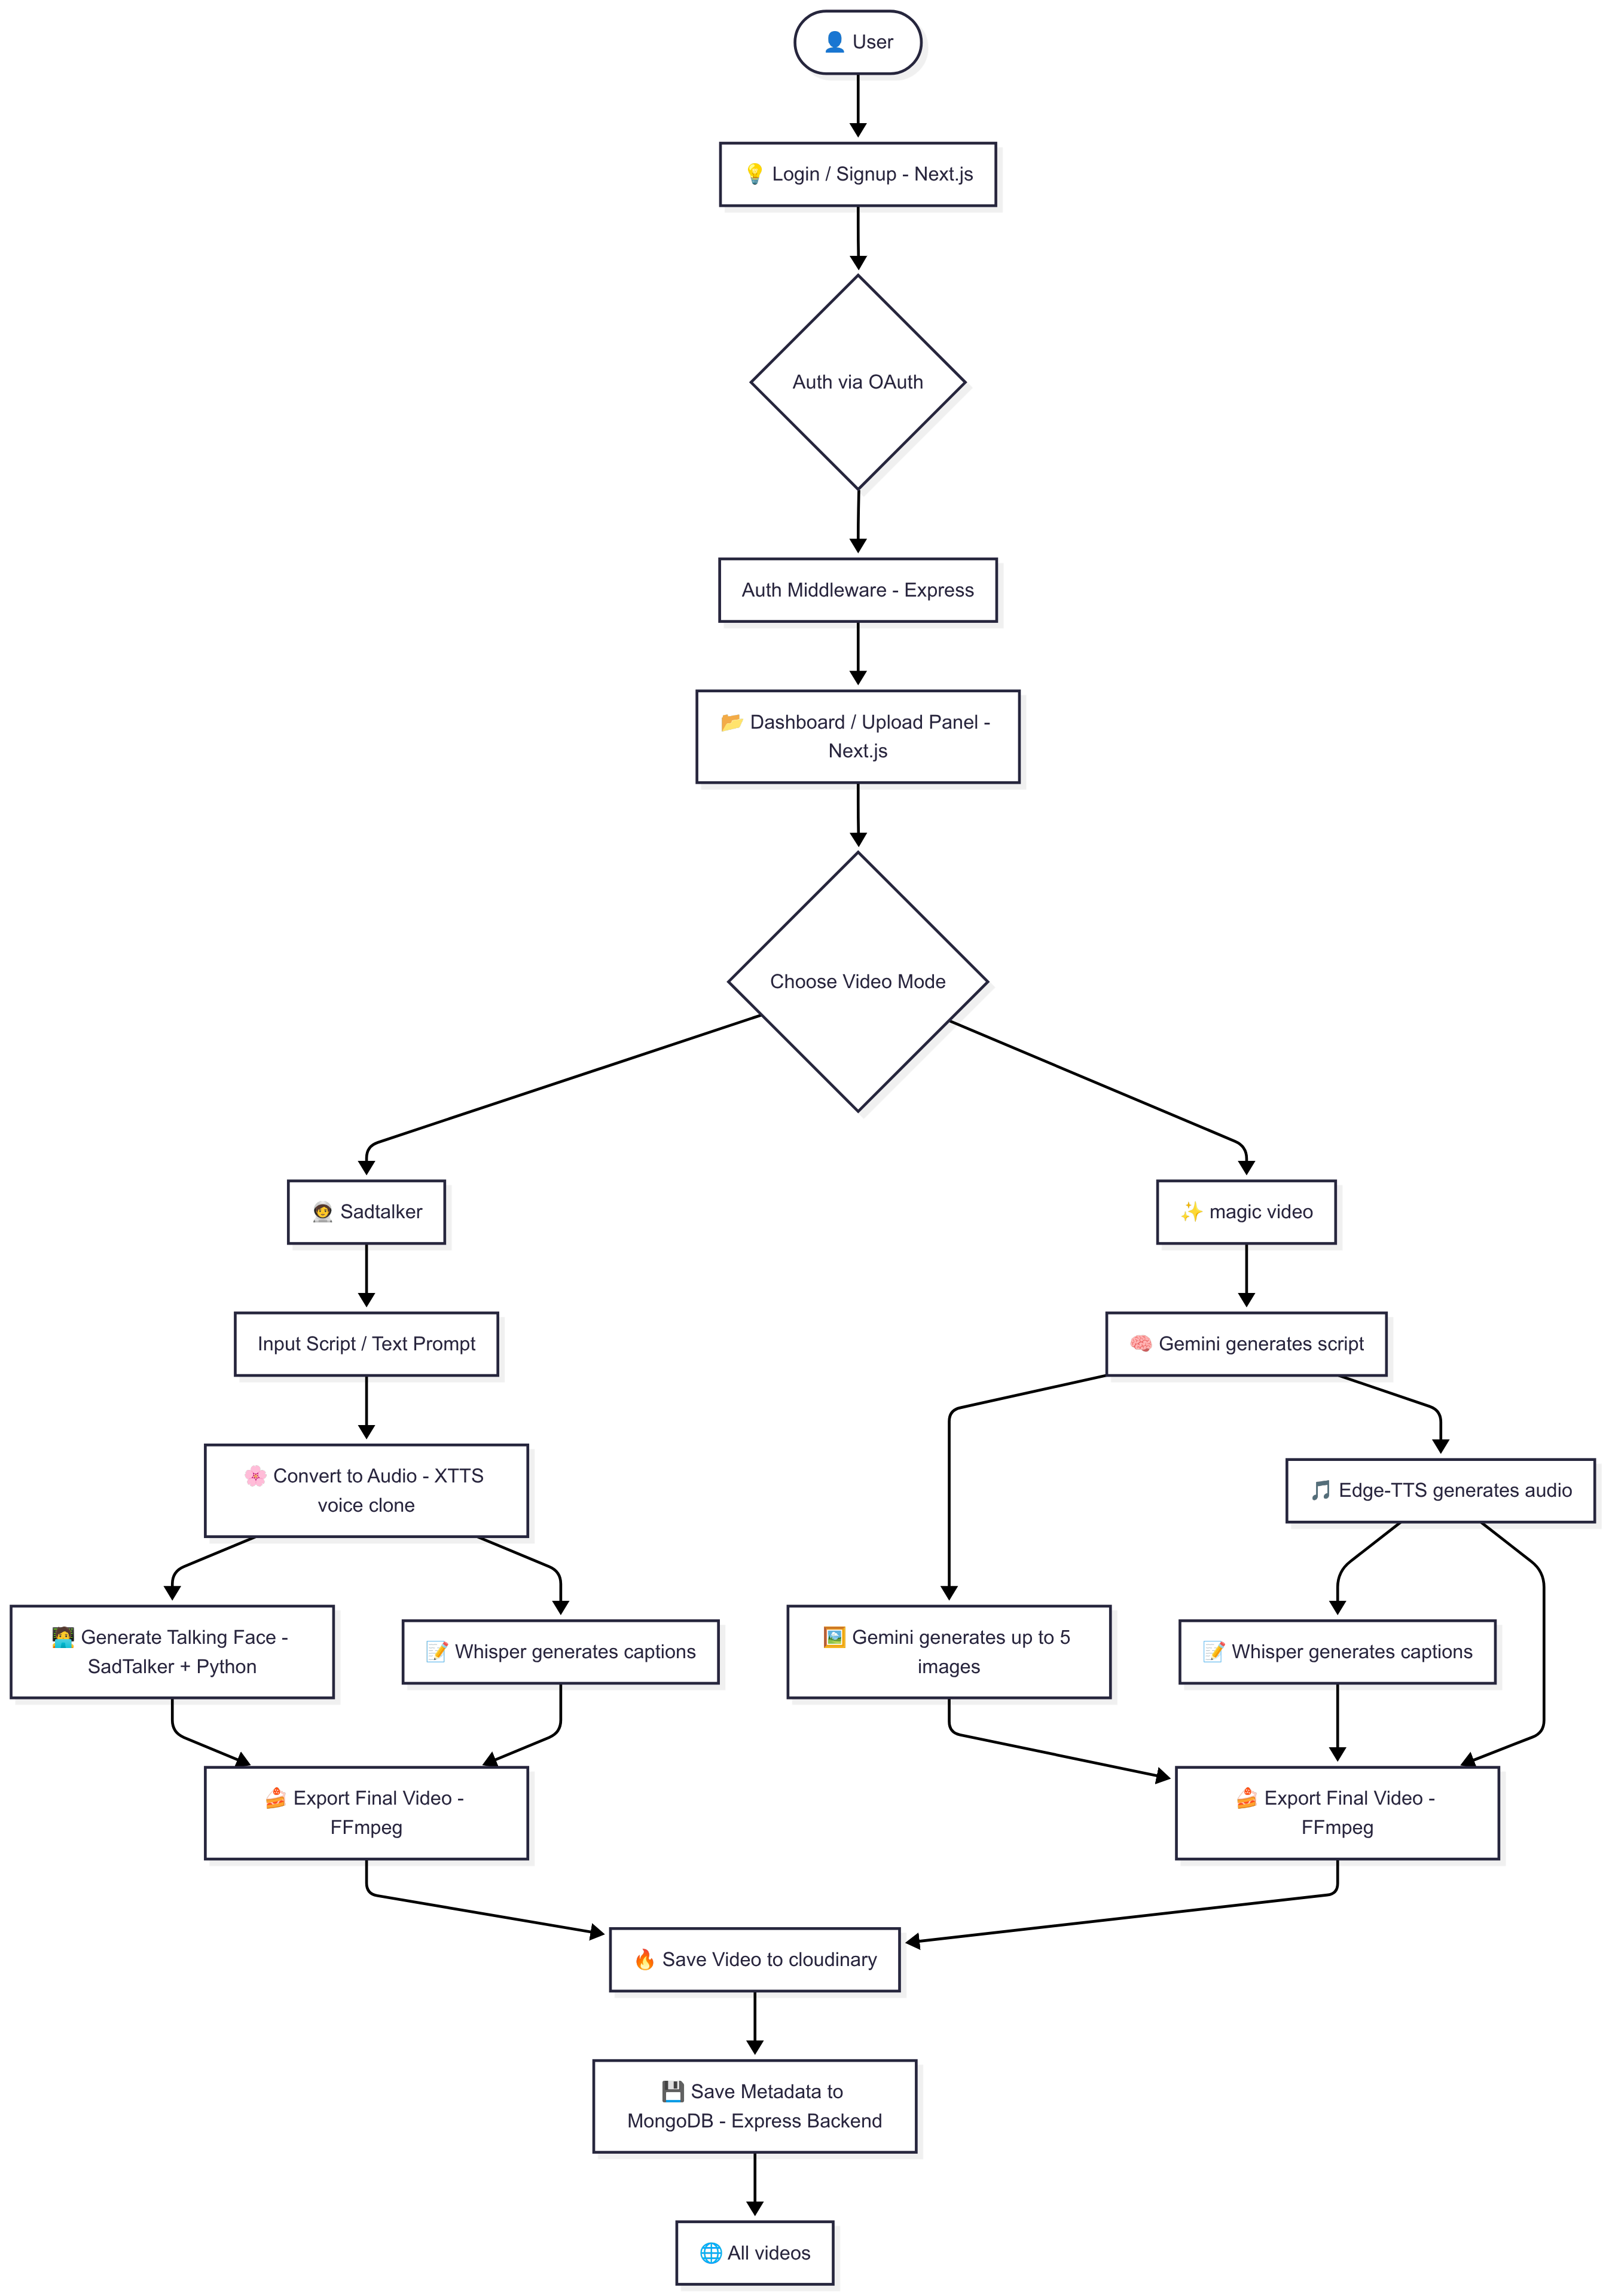 👤 User
💡 Login / Signup - Next.js
Auth via OAuth
Auth Middleware - Express
📂 Dashboard / Upload Panel -
Next.js
Choose Video Mode
🧑‍🚀 Sadtalker
✨ magic video
Input Script / Text Prompt
🧠 Gemini generates script
🌸 Convert to Audio - XTTS
voice clone
🎵 Edge-TTS generates audio
🧑‍💻 Generate Talking Face -
SadTalker + Python
📝 Whisper generates captions
🖼️ Gemini generates up to 5
images
📝 Whisper generates captions
🍰 Export Final Video -
FFmpeg
🍰 Export Final Video -
FFmpeg
🔥 Save Video to cloudinary
💾 Save Metadata to
MongoDB - Express Backend
🌐 All videos